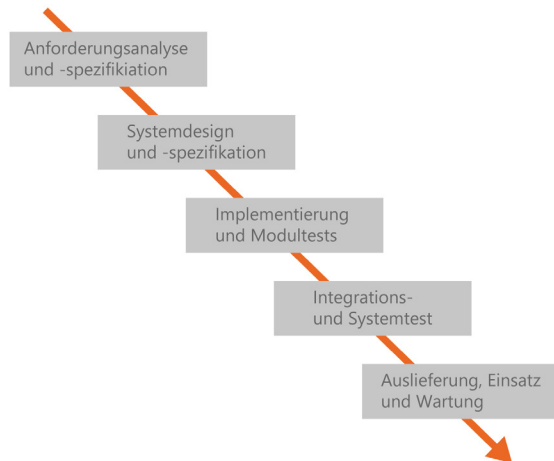 Anforderungsanalyse
und -spezifikiation
Systemdesign
und -spezifikation
Implementierung
und Modultests
Integrations-
und Systemtest
Auslieferung, Einsatz
und Wartung